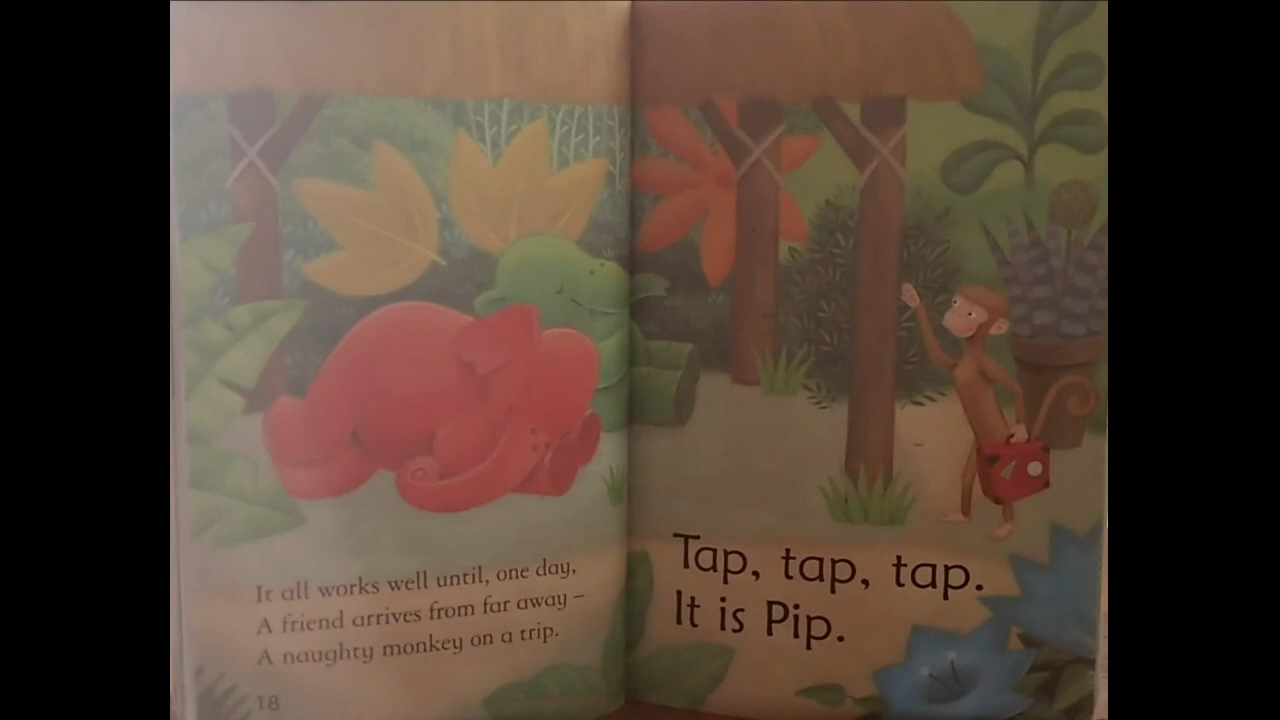 It all works well until, one day,
A friend arrives from far away –
A naughty monkey on a trip.
18
Tap, tap, tap.
It is Pip.